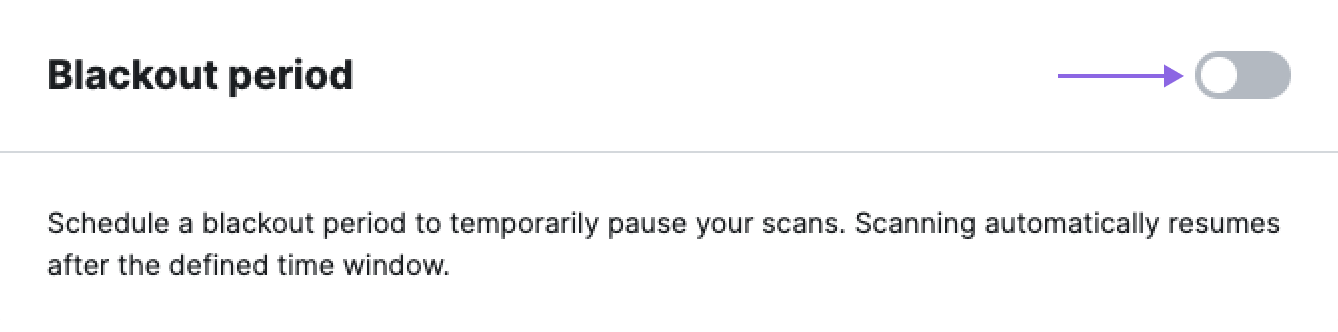 Blackout period
Schedule a blackout period to temporarily pause your scans. Scanning automatically resumes
after the defined time window.